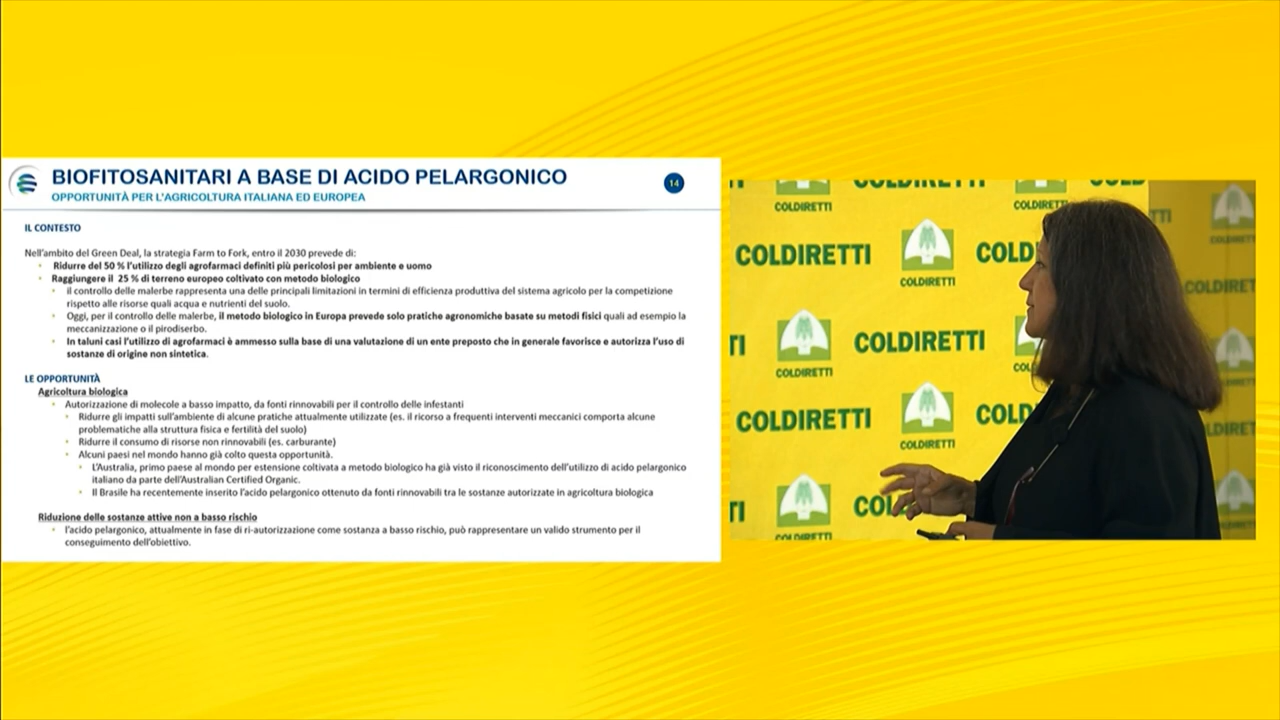 BIOFITOSANITARI A BASE DI ACIDO PELARGONICO
14
OPPORTUNITÀ PER L'AGRICOLTURA ITALIANA ED EUROPEA
IL CONTESTO
Nell'ambito del Green Deal, la strategia Farm to Fork, entro il 2030 prevede di:
Ridurre del 50 % l'utilizzo degli agrofarmaci definiti più pericolosi per ambiente e uomo
Raggiungere il 25 % di terreno europeo coltivato con metodo biologico
il controllo delle malerbe rappresenta una delle principali limitazioni in termini di efficienza produttiva del sistema agricolo per la competizione
rispetto alle risorse quali acqua e nutrienti del suolo.
Oggi, per il controllo delle malerbe, il metodo biologico in Europa prevede solo pratiche agronomiche basate su metodi fisici quali ad esempio la
meccanizzazione o il pirodiserbo.
In taluni casi l'utilizzo di agrofarmaci è ammesso sulla base di una valutazione di un ente preposto che in generale favorisce e autorizza l'uso di
sostanze di origine non sintetica.
LE OPPORTUNITÀ
Agricoltura biologica
Autorizzazione di molecole a basso impatto, da fonti rinnovabili per il controllo delle infestanti
Ridurre gli impatti sull'ambiente di alcune pratiche attualmente utilizzate (es. il ricorso a frequenti interventi meccanici comporta alcune
problematiche alla struttura fisica e fertilità del suolo)
Ridurre il consumo di risorse non rinnovabili (es. carburante)
Alcuni paesi nel mondo hanno già colto questa opportunità.
L'Australia, primo paese al mondo per estensione coltivata a metodo biologico ha già visto il riconoscimento dell'utilizzo di acido pelargonico
italiano da parte dell'Australian Certified Organic.
Il Brasile ha recentemente inserito l'acido pelargonico ottenuto da fonti rinnovabili tra le sostanze autorizzate in agricoltura biologica
Riduzione delle sostanze attive non a basso rischio
l'acido pelargonico, attualmente in fase di ri-autorizzazione come sostanza a basso rischio, può rappresentare un valido strumento per il
conseguimento dell'obiettivo.
COLDIRETTI
COLDIRETTI COLDIRETTI
COLDIRETTI COLD
COLDIRETTI
COLDIRETTI
COLDIRETTI
COLDIRETTI
COLDIRETTI COLD
COLDIRETTI
COLDIRETTI